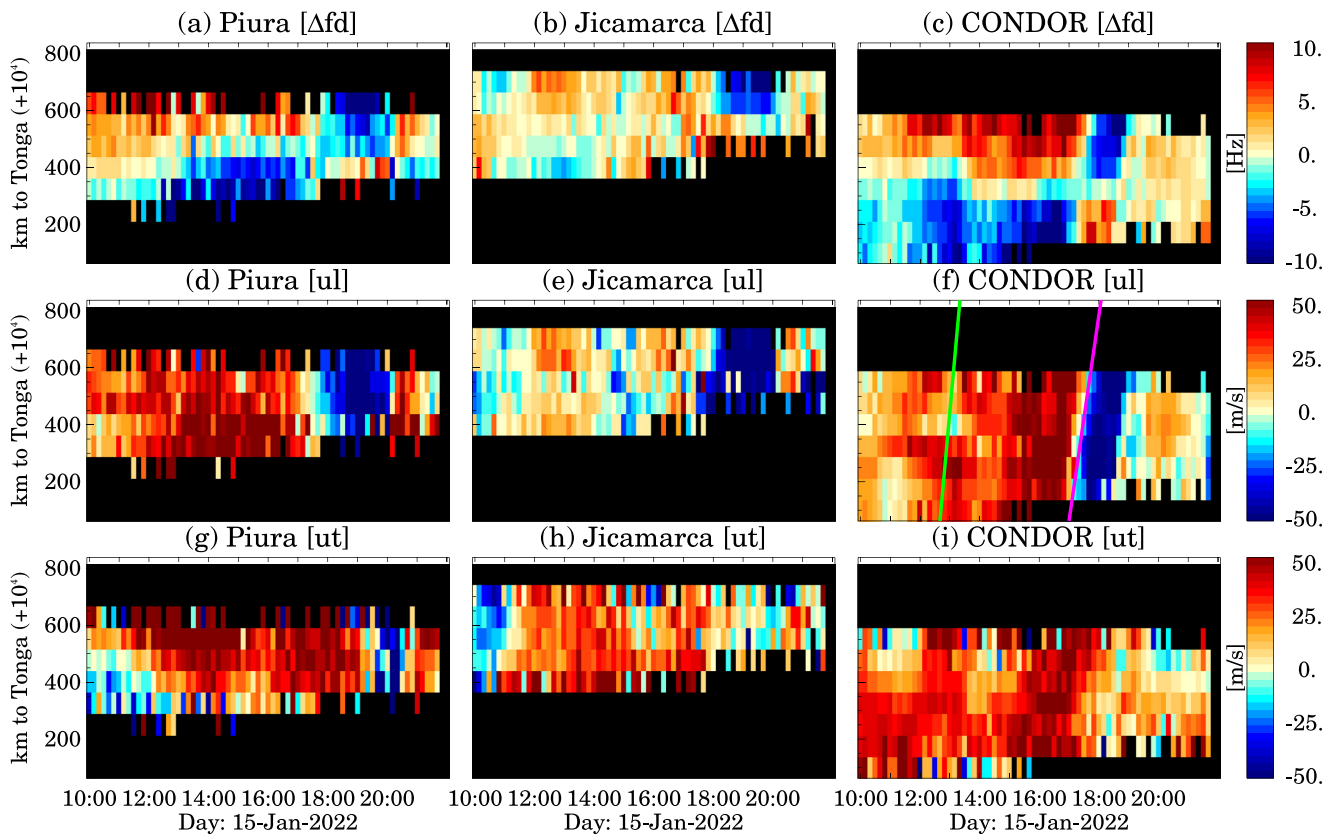 (a) Piura [Δfd] (b) Jicamarca [Δfd] (c) CONDOR [Δfd]
km to Tonga (+10⁴)
800
600
400
200
10.
5.
0.
-5.
-10.
[Hz]
(d) Piura [ul] (e) Jicamarca [ul] (f) CONDOR [ul]
km to Tonga (+10⁴)
800
600
400
200
50.
25
0.
-25
-50.
[m/s]
(g) Piura [ut] (h) Jicamarca [ut] (i) CONDOR [ut]
km to Tonga (+10⁴)
800
600
400
200
50.
25
0.
-25
-50.
[m/s]
10:00 12:00 14:00 16:00 18:00 20:00 10:00 12:00 14:00 16:00 18:00 20:00 10:00 12:00 14:00 16:00 18:00 20:00
Day: 15-Jan-2022 Day: 15-Jan-2022 Day: 15-Jan-2022